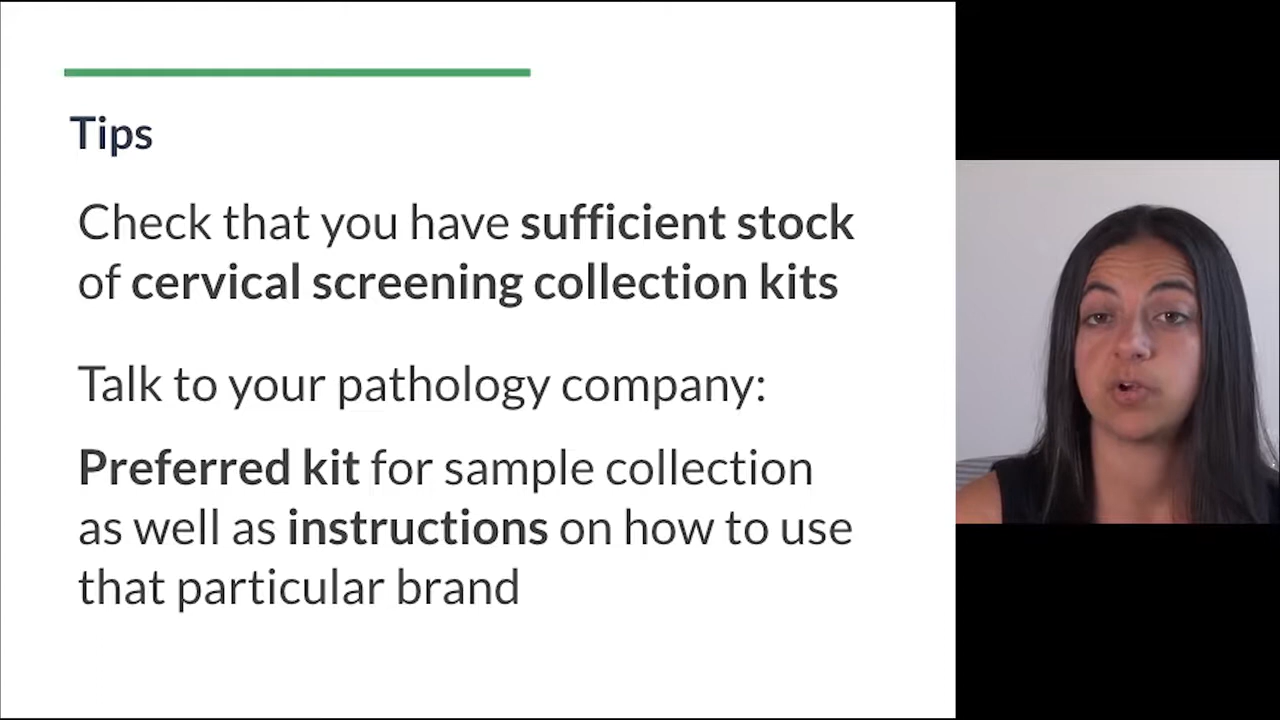 Tips
Check that you have sufficient stock
of cervical screening collection kits
Talk to your pathology company:
Preferred kit for sample collection
as well as instructions on how to use
that particular brand